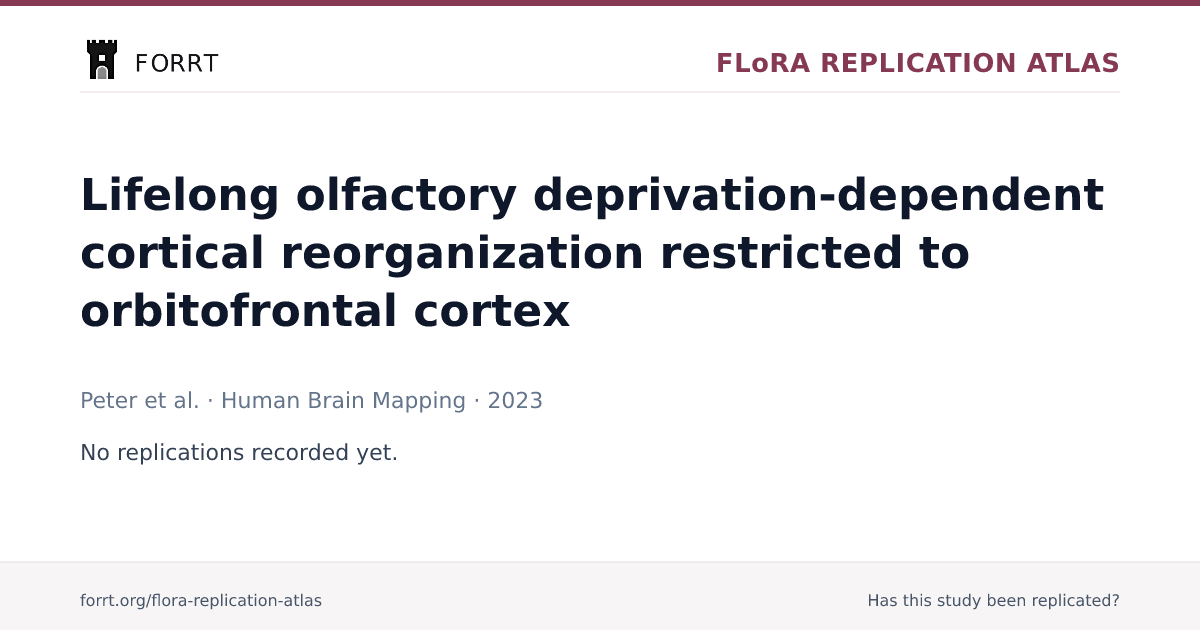 FORRT
FLoRA REPLICATION ATLAS
Lifelong olfactory deprivation-dependent
cortical reorganization restricted to
orbitofrontal cortex
Peter et al. · Human Brain Mapping · 2023
No replications recorded yet.
forrt.org/flora-replication-atlas
Has this study been replicated?